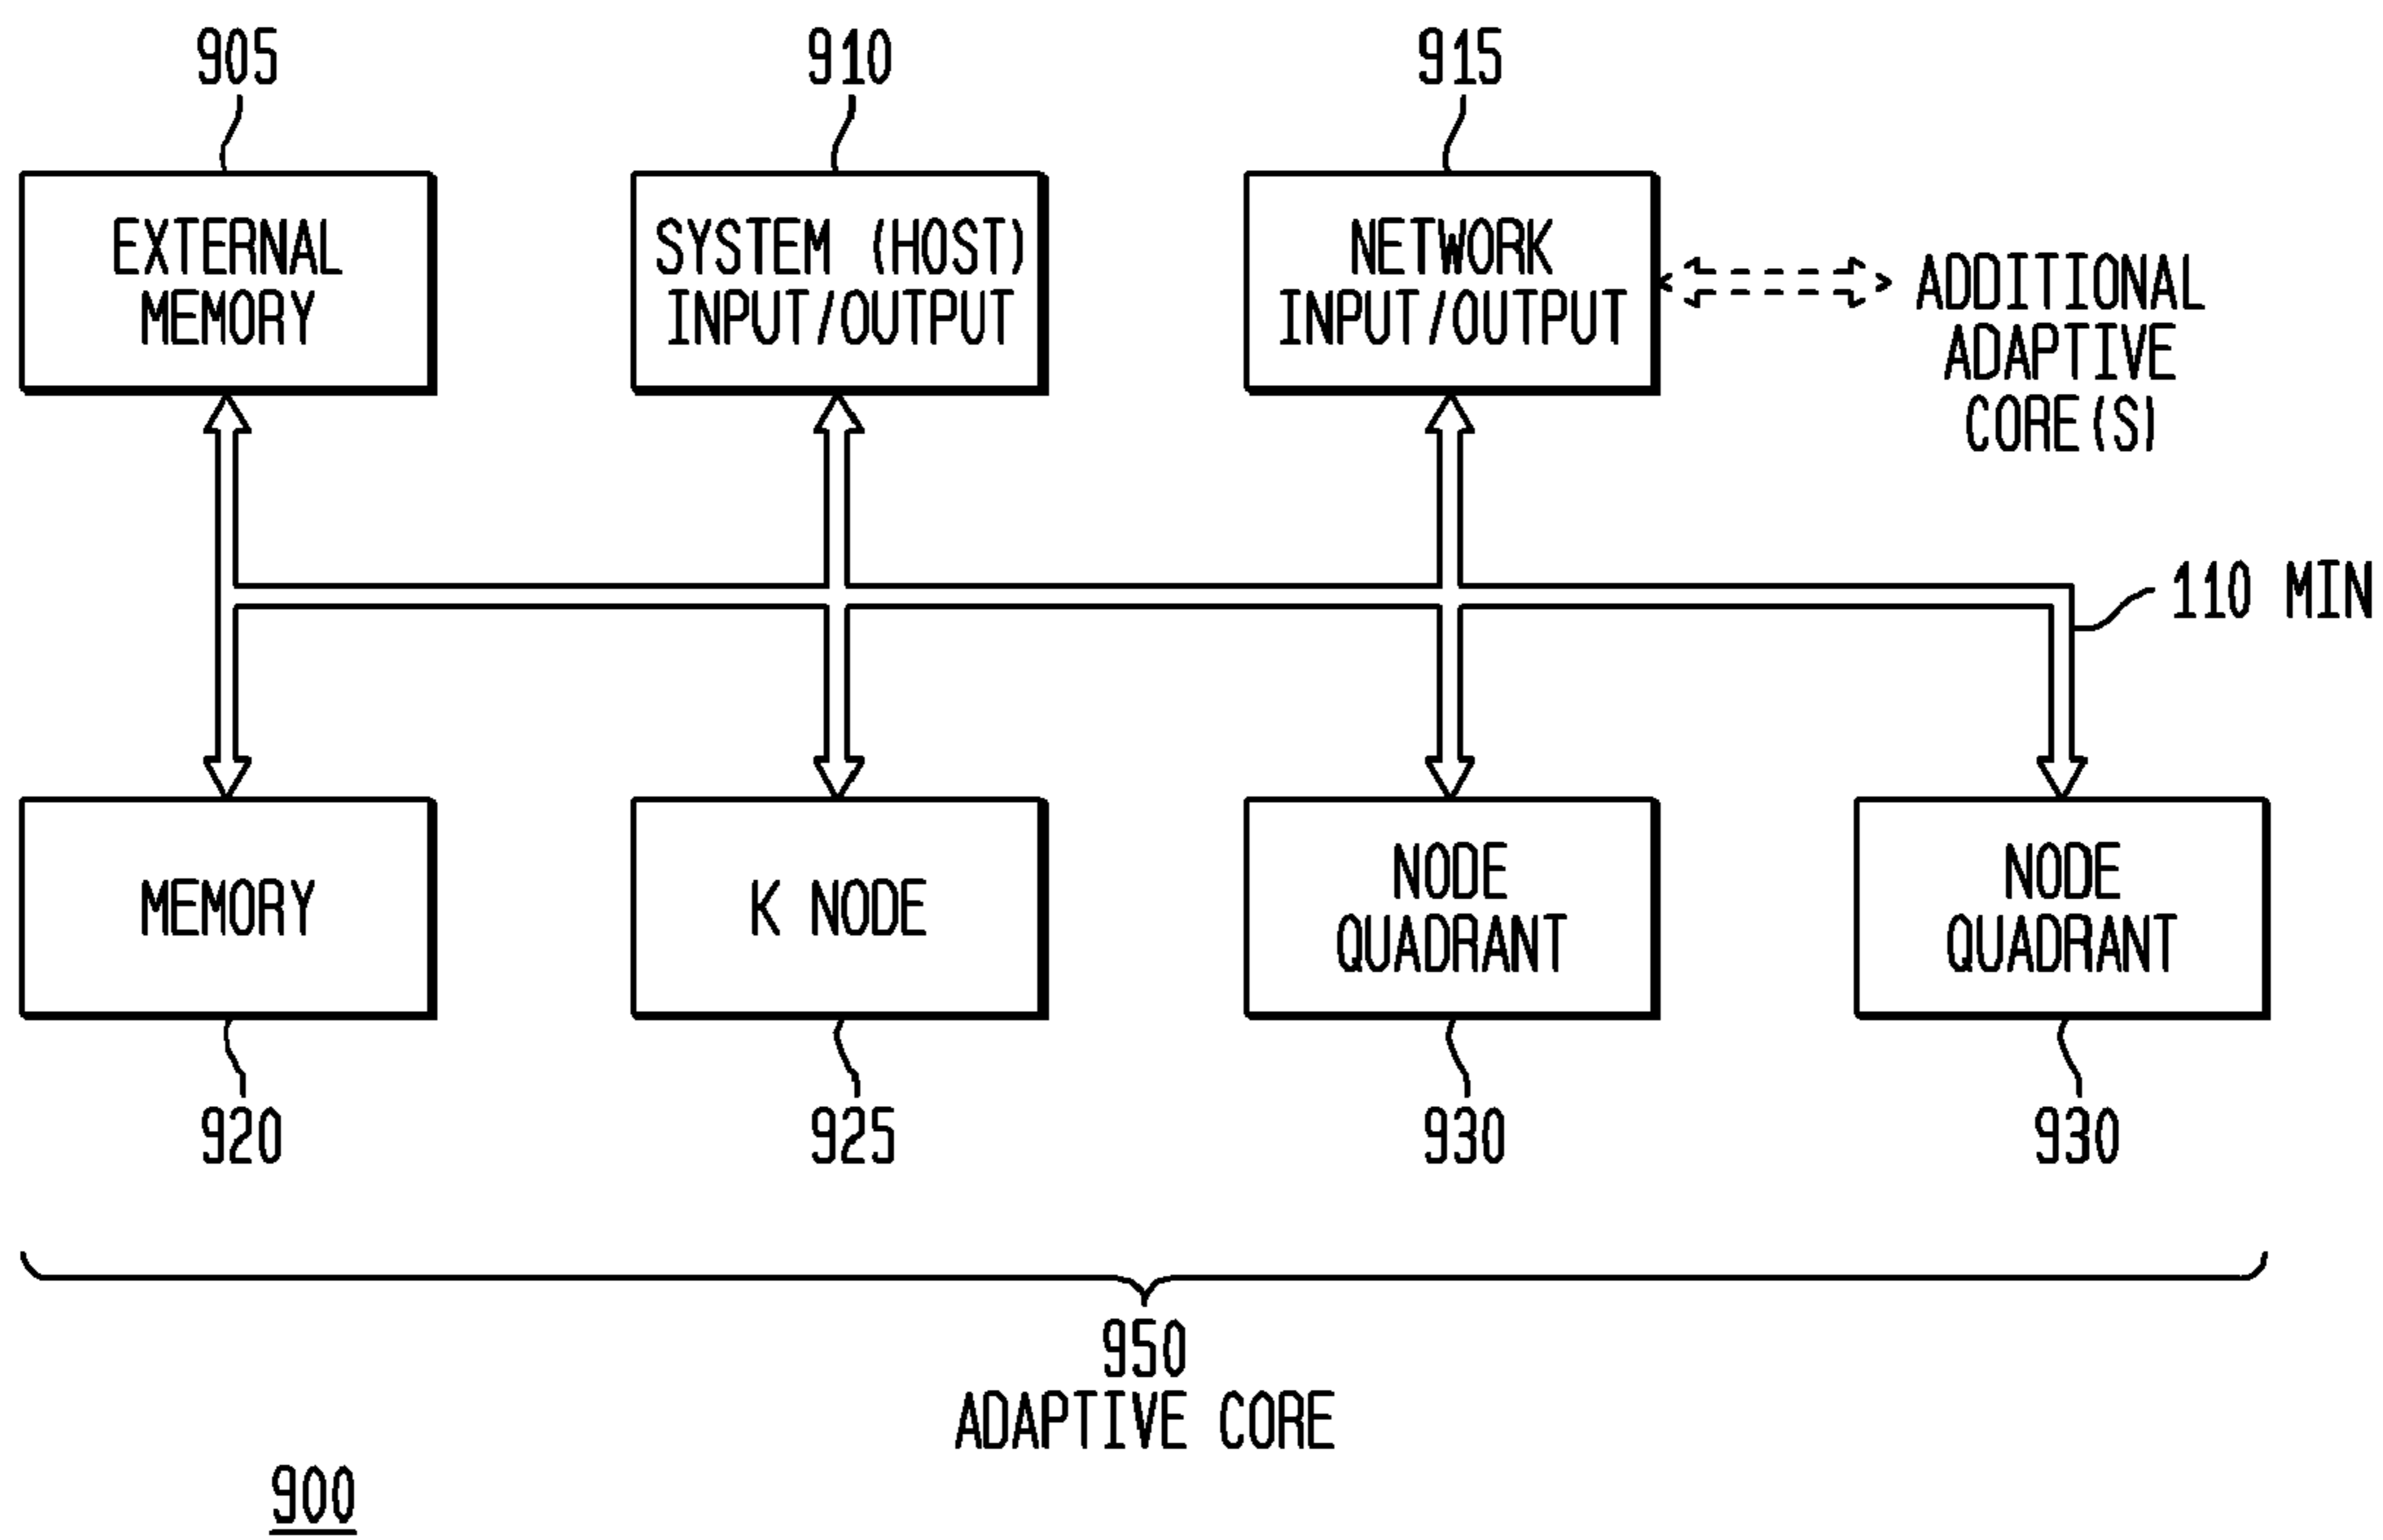 905
910
915
EXTERNAL
MEMORY
SYSTEM (HOST)
INPUT/OUTPUT
NETWORK
INPUT/OUTPUT
ADDITIONAL
ADAPTIVE
CORE(S)
110 MIN
MEMORY
K NODE
NODE
QUADRANT
NODE
QUADRANT
920
925
930
930
950
ADAPTIVE CORE
900